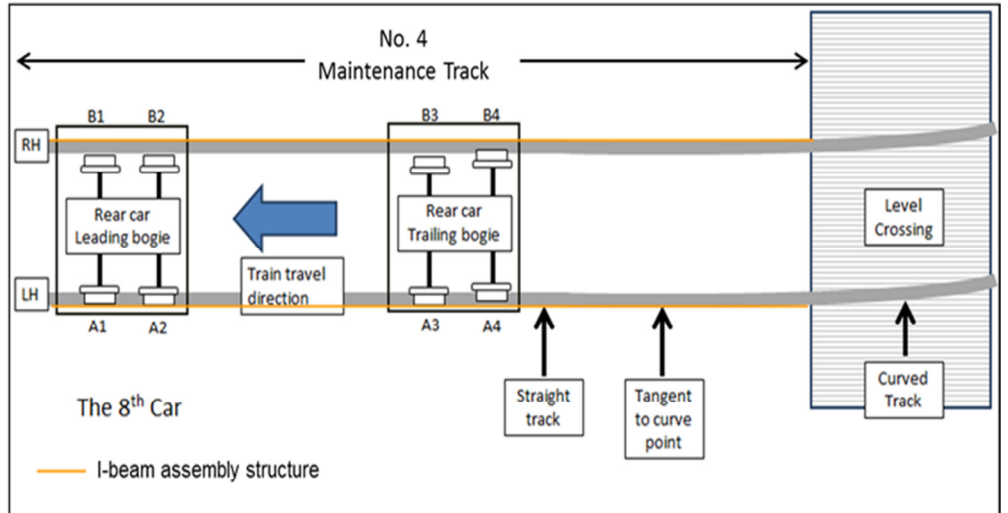 No. 4
Maintenance Track
B1
B2
B3
B4
RH
Rear car
Leading bogie
Rear car
Trailing bogie
Level
Crossing
Train travel
direction
LH
A1
A2
A3
A4
Straight
track
Tangent
to curve
point
Curved
Track
The 8th Car
I-beam assembly structure